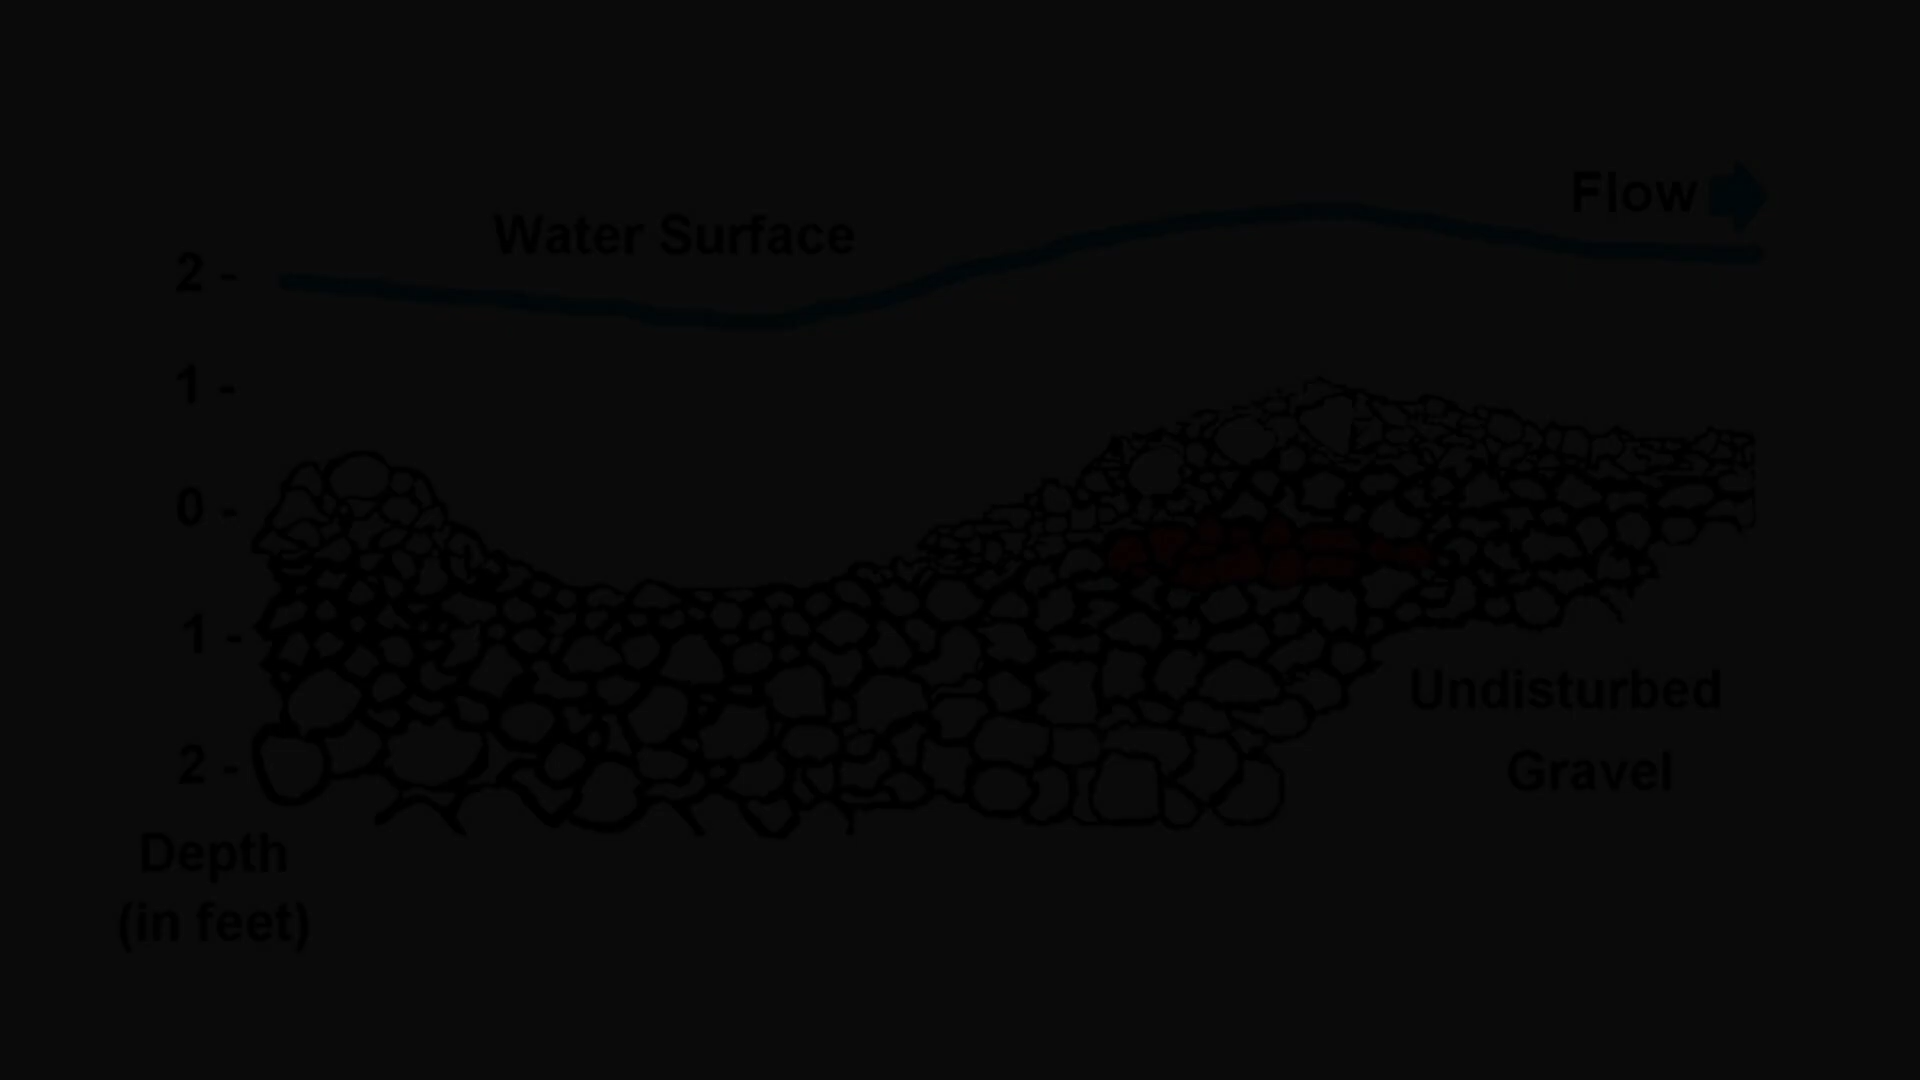 Flow
Water Surface
2 -
1 -
0 -
1 -
2 -
Undisturbed
Gravel
Depth
(in feet)